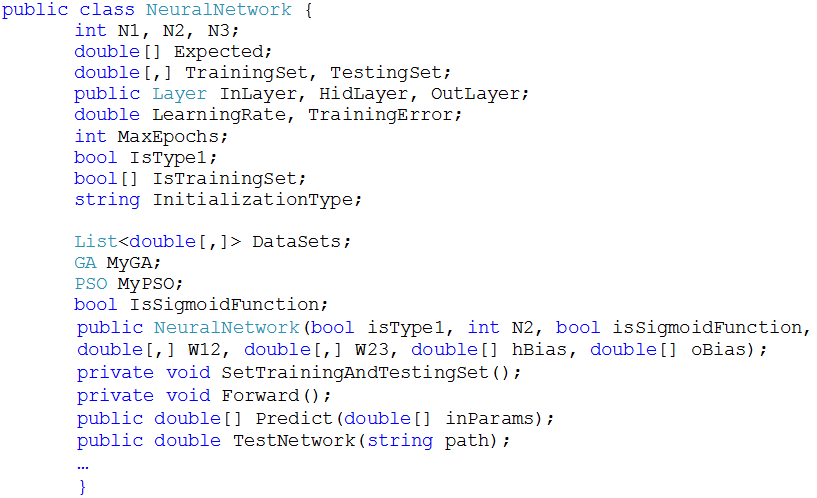 public class NeuralNetwork {
int N1, N2, N3;
double[] Expected;
double[,] TrainingSet, TestingSet;
public Layer InLayer, HidLayer, OutLayer;
double LearningRate, TrainingError;
int MaxEpochs;
bool IsType1;
bool[] IsTrainingSet;
string InitializationType;
List<double[,]> DataSets;
GA MyGA;
PSO MyPSO;
bool IsSigmoidFunction;
public NeuralNetwork(bool isType1, int N2, bool isSigmoidFunction,
double[,] W12, double[,] W23, double[] hBias, double[] oBias);
private void SetTrainingAndTestingSet();
private void Forward();
public double[] Predict(double[] inParams);
public double TestNetwork(string path);
…
}